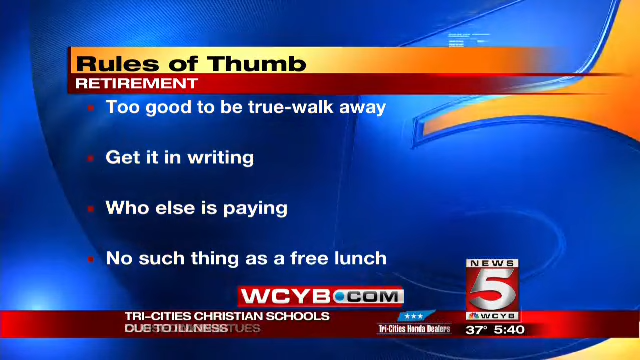 Rules of Thumb
RETIREMENT
Too good to be true-walk away
Get it in writing
Who else is paying
No such thing as a free lunch
NEWS
5
WCYB
WCYB.COM
TRI-CITIES CHRISTIAN SCHOOLS
DUE TO ILLNESS
Tri-Cities Honda Dealers
37° 5:40